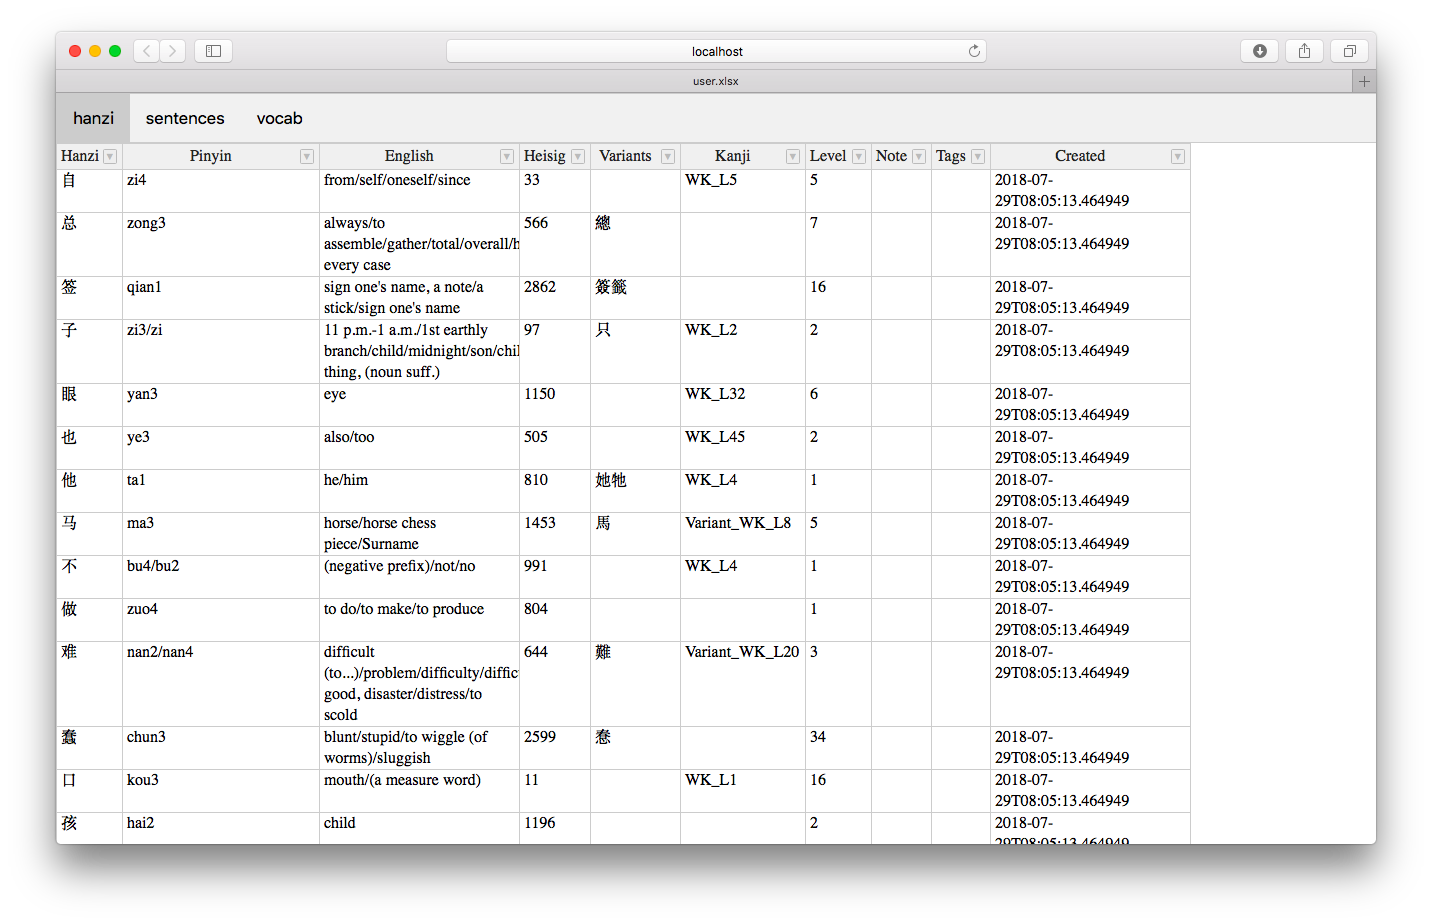 localhost
user.xlsx
hanzi sentences vocab
Hanzi Pinyin English Heisig Variants Kanji Level Note Tags Created
自 zi4 from/self/oneself/since 33 WK_L5 5 2018-07-
29T08:05:13.464949
总 zong3 always/to 566 總 7 2018-07-
assemble/gather/total/overall/h 29T08:05:13.464949
every case
签 qian1 sign one's name, a note/a 2862 簽籤 16 2018-07-
stick/sign one's name 29T08:05:13.464949
子 zi3/zi 11 p.m.-1 a.m./1st earthly 97 只 WK_L2 2 2018-07-
branch/child/midnight/son/chil 29T08:05:13.464949
thing, (noun suff.)
眼 yan3 eye 1150 WK_L32 6 2018-07-
29T08:05:13.464949
也 ye3 also/too 505 WK_L45 2 2018-07-
29T08:05:13.464949
他 ta1 he/him 810 她牠 WK_L4 1 2018-07-
29T08:05:13.464949
马 ma3 horse/horse chess 1453 馬 Variant_WK_L8 5 2018-07-
piece/Surname 29T08:05:13.464949
不 bu4/bu2 (negative prefix)/not/no 991 WK_L4 1 2018-07-
29T08:05:13.464949
做 zuo4 to do/to make/to produce 804 1 2018-07-
29T08:05:13.464949
难 nan2/nan4 difficult 644 難 Variant_WK_L20 3 2018-07-
(to...)/problem/difficulty/diffic 29T08:05:13.464949
good, disaster/distress/to
scold
蠢 chun3 blunt/stupid/to wiggle (of 2599 惷 34 2018-07-
worms)/sluggish 29T08:05:13.464949
口 kou3 mouth/(a measure word) 11 WK_L1 16 2018-07-
29T08:05:13.464949
孩 hai2 child 1196 2 2018-07-
29T08:05:13.464949